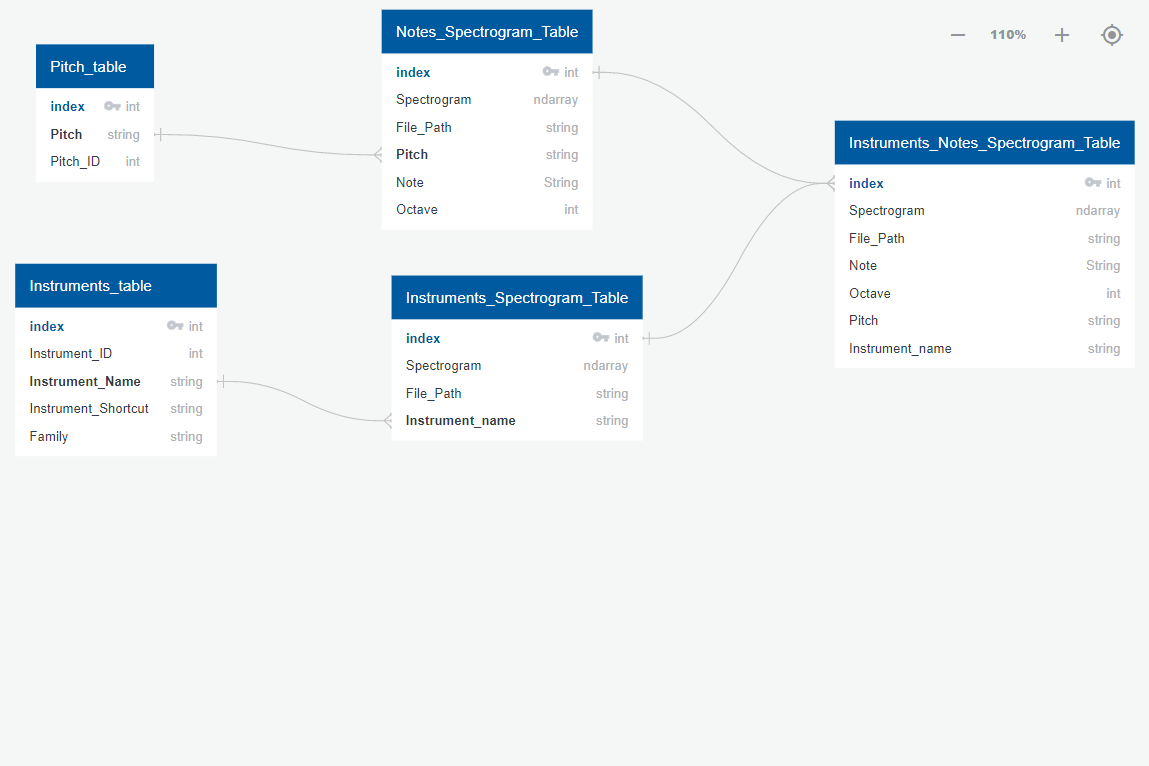 110%
Pitch_table
index int
Pitch string
Pitch_ID int
Notes_Spectrogram_Table
index int
Spectrogram ndarray
File_Path string
Pitch string
Note String
Octave int
Instruments_Notes_Spectrogram_Table
index int
Spectrogram ndarray
File_Path string
Note String
Octave int
Pitch string
Instrument_name string
Instruments_table
index int
Instrument_ID int
Instrument_Name string
Instrument_Shortcut string
Family string
Instruments_Spectrogram_Table
index int
Spectrogram ndarray
File_Path string
Instrument_name string